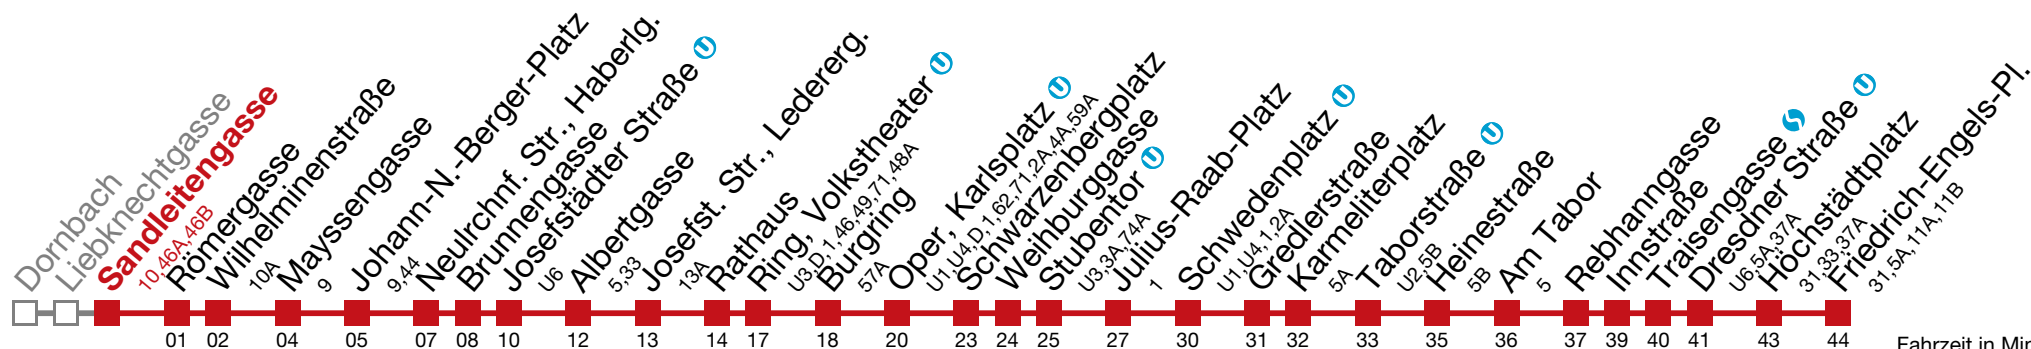 Dornbach
Liebknechtgasse
Sandleitengasse
10,46A,46B
Römergasse
Wilhelminenstraße
10A
Mayssengasse
9
Johann-N.-Berger-Platz
9,44
Neulrchnf. Str., Haberlg.
Brunnengasse
Josefstädter Straße U
U6
Albertgasse
5,33
Josefst. Str., Ledererg.
13A
Rathaus
Ring, Volkstheater U
U3,D,1,46,49,71,48A
Burgring
57A
Oper, Karlsplatz U
U1,U4,D,1,62,71,2A,4A,59A
Schwarzenbergplatz
Weihburggasse
Stubentor U
U3,3A,74A
Julius-Raab-Platz
1
Schwedenplatz U
U1,U4,1,2A
Gredlerstraße
Karmeliterplatz
5A
Taborstraße U
U2,5B
Heinestraße
5B
Am Tabor
5
Rebhanngasse
Innstraße
Traisengasse S
Dresdner Straße U
U6,5A,37A
Höchstädtplatz
31,33,37A
Friedrich-Engels-Pl.
31,5A,11A,11B
01 02 04 05 07 08 10 12 13 14 17 18 20 23 24 25 27 30 31 32 33 35 36 37 39 40 41 43 44
Fahrzeit in Min